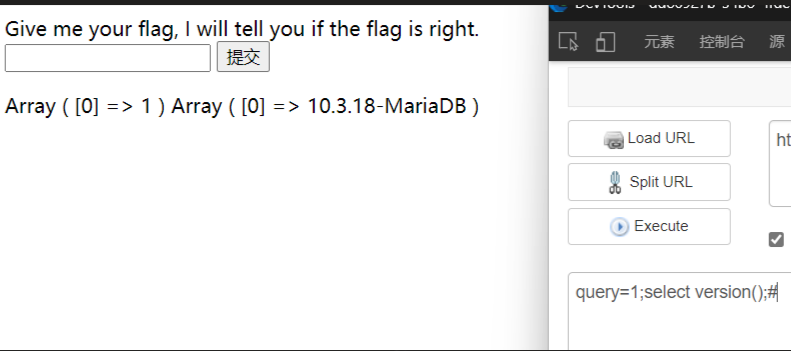 Give me your flag, I will tell you if the flag is right.
提交
Array ( [0] => 1 ) Array ( [0] => 10.3.18-MariaDB )
元素 控制台 源
Load URL
ht
Split URL
Execute
query=1;select version();#